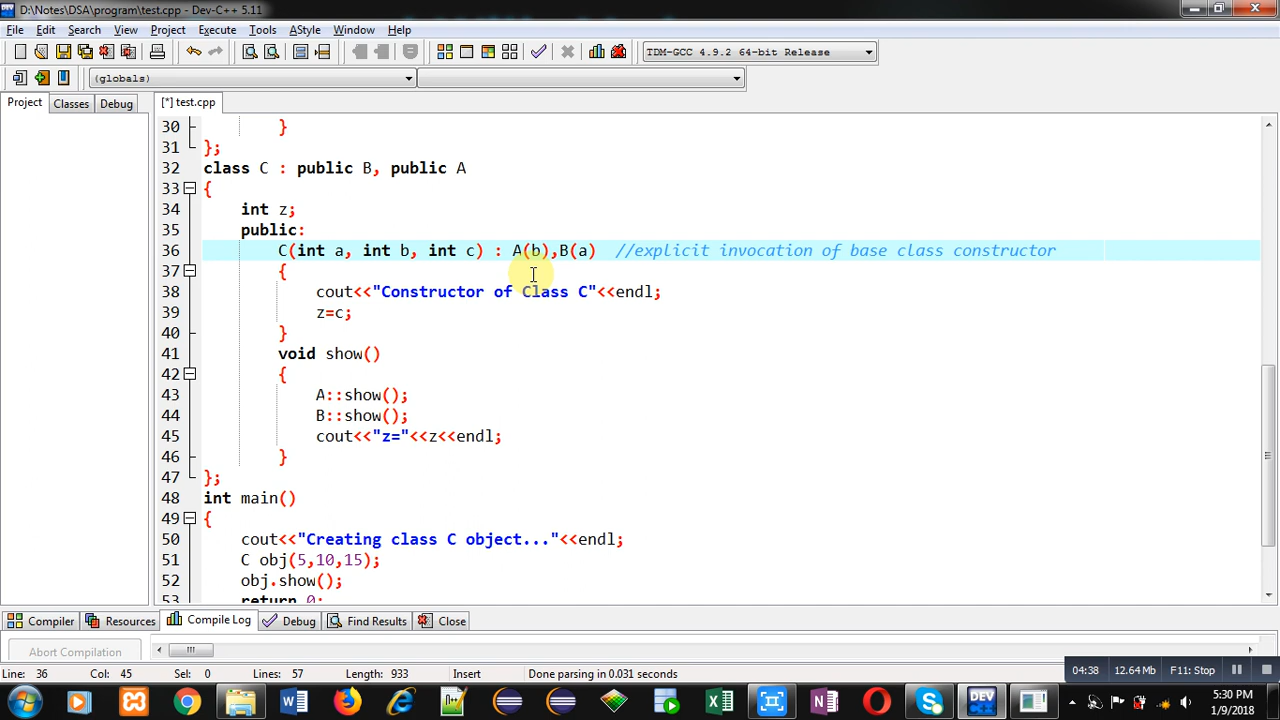 D:\Notes\DSA\program\test.cpp - Dev-C++ 5.11
File Edit Search View Project Execute Tools AStyle Window Help
TDM-GCC 4.9.2 64-bit Release
(globals)
Project Classes Debug [*] test.cpp
30 }
31 };
32 class C : public B, public A
33 {
34 int z;
35 public:
36 C(int a, int b, int c) : A(b),B(a) //explicit invocation of base class constructor
37 {
38 cout<<"Constructor of Class C"<<endl;
39 z=c;
40 }
41 void show()
42 {
43 A::show();
44 B::show();
45 cout<<"z="<<z<<endl;
46 }
47 };
48 int main()
49 {
50 cout<<"Creating class C object..."<<endl;
51 C obj(5,10,15);
52 obj.show();
53 return 0;
Compiler Resources Compile Log Debug Find Results Close
Abort Compilation
Line: 36 Col: 45 Sel: 0 Lines: 57 Length: 933 Insert Done parsing in 0.031 seconds
04:38 12.64 Mb F11: Stop
DEV
5:30 PM
1/9/2018